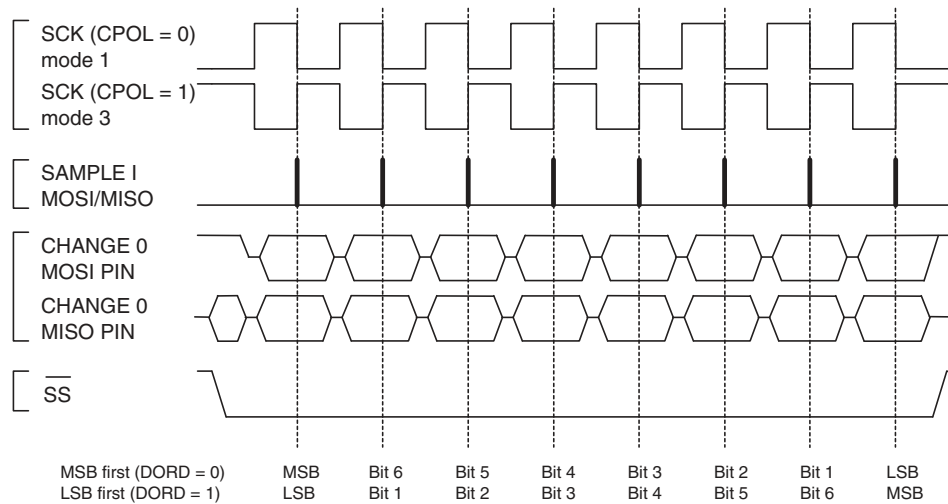 SCK (CPOL = 0)
mode 1
SCK (CPOL = 1)
mode 3
SAMPLE I
MOSI/MISO
CHANGE 0
MOSI PIN
CHANGE 0
MISO PIN
SS
MSB first (DORD = 0) MSB Bit 6 Bit 5 Bit 4 Bit 3 Bit 2 Bit 1 LSB
LSB first (DORD = 1) LSB Bit 1 Bit 2 Bit 3 Bit 4 Bit 5 Bit 6 MSB